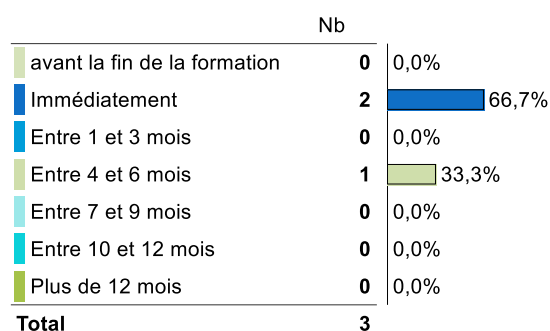 Nb
avant la fin de la formation 0 0,0%
Immédiatement 2 66,7%
Entre 1 et 3 mois 0 0,0%
Entre 4 et 6 mois 1 33,3%
Entre 7 et 9 mois 0 0,0%
Entre 10 et 12 mois 0 0,0%
Plus de 12 mois 0 0,0%
Total 3